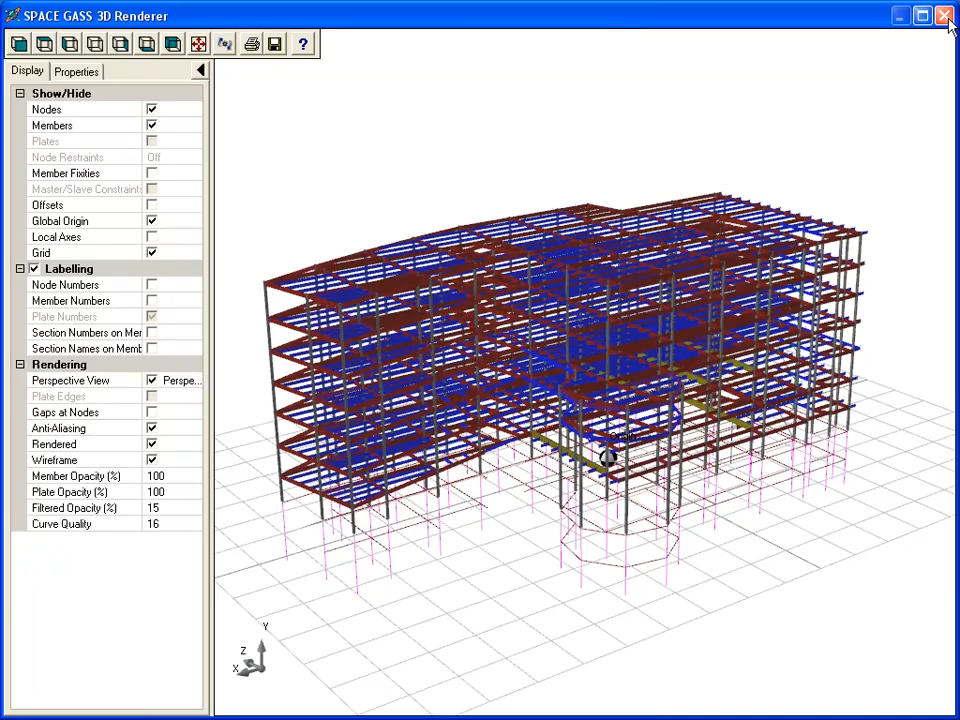 SPACE GASS 3D Renderer
?
Display Properties
Show/Hide
Nodes
Members
Plates
Node Restraints Off
Member Fixities
Master/Slave Constraints
Offsets
Global Origin
Local Axes
Grid
Labelling
Node Numbers
Member Numbers
Plate Numbers
Section Numbers on Mer
Section Names on Memb
Rendering
Perspective View Perspe...
Plate Edges
Gaps at Nodes
Anti-Aliasing
Rendered
Wireframe
Member Opacity (%) 100
Plate Opacity (%) 100
Filtered Opacity (%) 15
Curve Quality 16
Origin
Y
Z
X